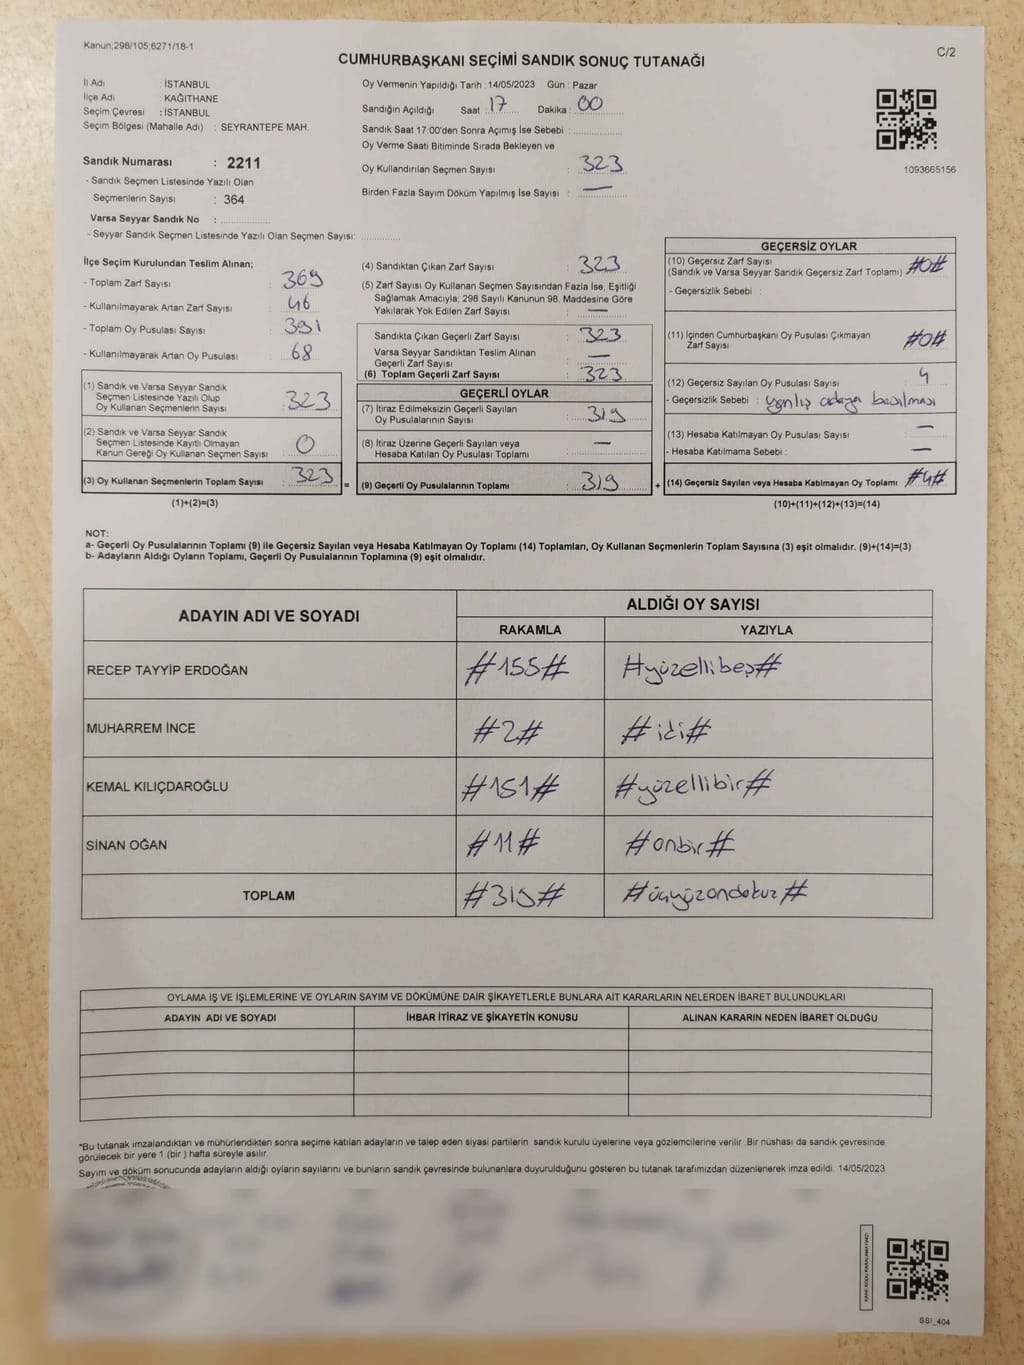 Kanun;298/105;6271/18-1
C/2
CUMHURBAŞKANI SEÇİMİ SANDIK SONUÇ TUTANAĞI
İl Adı : İSTANBUL
İlçe Adı : KAĞITHANE
Seçim Çevresi : İSTANBUL
Seçim Bölgesi (Mahalle Adı) : SEYRANTEPE MAH.
Sandık Numarası : 2211
- Sandık Seçmen Listesinde Yazılı Olan
Seçmenlerin Sayısı : 364
Varsa Seyyar Sandık No :
- Seyyar Sandık Seçmen Listesinde Yazılı Olan Seçmen Sayısı:
Oy Vermenin Yapıldığı Tarih : 14/05/2023 Gün : Pazar
Sandığın Açıldığı Saat 17 Dakika : 00
Sandık Saat 17:00'den Sonra Açımış İse Sebebi :
Oy Verme Saati Bitiminde Sırada Bekleyen ve
Oy Kullandırılan Seçmen Sayısı : 323
Birden Fazla Sayım Döküm Yapılmış İse Sayısı : —
1093665156
İlçe Seçim Kurulundan Teslim Alınan;
- Toplam Zarf Sayısı : 369
- Kullanılmayarak Artan Zarf Sayısı : 46
- Toplam Oy Pusulası Sayısı : 391
- Kullanılmayarak Artan Oy Pusulası : 68
(1) Sandık ve Varsa Seyyar Sandık
Seçmen Listesinde Yazılı Olup
Oy Kullanan Seçmenlerin Sayısı : 323
(2) Sandık ve Varsa Seyyar Sandık
Seçmen Listesinde Kayıtlı Olmayan
Kanun Gereği Oy Kullanan Seçmen Sayısı : 0
(3) Oy Kullanan Seçmenlerin Toplam Sayısı : 323 =
(1)+(2)=(3)
(4) Sandıktan Çıkan Zarf Sayısı : 323
(5) Zarf Sayısı Oy Kullanan Seçmen Sayısından Fazla İse, Eşitliği
Sağlamak Amacıyla; 298 Sayılı Kanunun 98. Maddesine Göre
Yakılarak Yok Edilen Zarf Sayısı : —
Sandıkta Çıkan Geçerli Zarf Sayısı : 323
Varsa Seyyar Sandıktan Teslim Alınan
Geçerli Zarf Sayısı : —
(6) Toplam Geçerli Zarf Sayısı : 323
GEÇERLİ OYLAR
(7) İtiraz Edilmeksizin Geçerli Sayılan
Oy Pusulalarının Sayısı : 319
(8) İtiraz Üzerine Geçerli Sayılan veya
Hesaba Katılan Oy Pusulası Toplamı : —
(9) Geçerli Oy Pusulalarının Toplamı : 319 +
GEÇERSİZ OYLAR
(10) Geçersiz Zarf Sayısı
(Sandık ve Varsa Seyyar Sandık Geçersiz Zarf Toplamı) : #0#
- Geçersizlik Sebebi :
(11) İçinden Cumhurbaşkanı Oy Pusulası Çıkmayan
Zarf Sayısı : #0#
(12) Geçersiz Sayılan Oy Pusulası Sayısı : 4
- Geçersizlik Sebebi : yanlış adaya basılması
(13) Hesaba Katılmayan Oy Pusulası Sayısı : —
- Hesaba Katılmama Sebebi : —
(14) Geçersiz Sayılan veya Hesaba Katılmayan Oy Toplamı : #4#
(10)+(11)+(12)+(13)=(14)
NOT:
a- Geçerli Oy Pusulalarının Toplamı (9) ile Geçersiz Sayılan veya Hesaba Katılmayan Oy Toplamı (14) Toplamları, Oy Kullanan Seçmenlerin Toplam Sayısına (3) eşit olmalıdır. (9)+(14)=(3)
b- Adayların Aldığı Oyların Toplamı, Geçerli Oy Pusulalarının Toplamına (9) eşit olmalıdır.
ADAYIN ADI VE SOYADI
ALDIĞI OY SAYISI
RAKAMLA YAZIYLA
RECEP TAYYİP ERDOĞAN #155# #yüzellibeş#
MUHARREM İNCE #2# #iki#
KEMAL KILIÇDAROĞLU #151# #yüzellibir#
SİNAN OĞAN #11# #onbir#
TOPLAM #319# #üçyüzondokuz#
OYLAMA İŞ VE İŞLEMLERİNE VE OYLARIN SAYIM VE DÖKÜMÜNE DAİR ŞİKAYETLERLE BUNLARA AİT KARARLARIN NELERDEN İBARET BULUNDUKLARI
ADAYIN ADI VE SOYADI İHBAR İTİRAZ VE ŞİKAYETİN KONUSU ALINAN KARARIN NEDEN İBARET OLDUĞU
*Bu tutanak imzalandıktan ve mühürlendikten sonra seçime katılan adayların ve talep eden siyasi partilerin sandık kurulu üyelerine veya gözlemcilerine verilir .Bir nüshası da sandık çevresinde
görülecek bir yere 1 (bir ) hafta süreyle asılır.
Sayım ve döküm sonucunda adayların aldığı oyların sayılarını ve bunların sandık çevresinde bulunanlara duyurulduğunu gösteren bu tutanak tarafımızdan düzenlenerek imza edildi. 14/05/2023
SSI_404